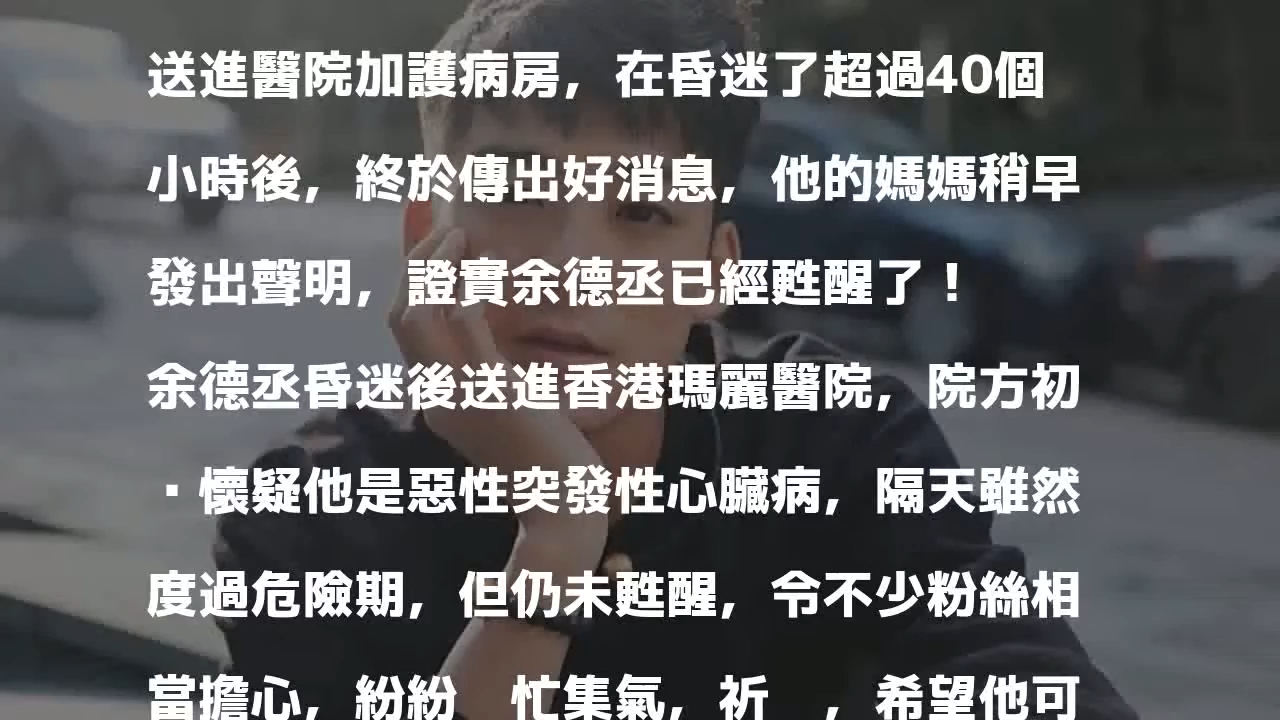 送進醫院加護病房，在昏迷了超過40個
小時後，終於傳出好消息，他的媽媽稍早
發出聲明，證實余德丞已經甦醒了！
余德丞昏迷後送進香港瑪麗醫院，院方初
·懷疑他是惡性突發性心臟病，隔天雖然
度過危險期，但仍未甦醒，令不少粉絲相
當擔心，紛紛　忙集氣，祈　，希望他可